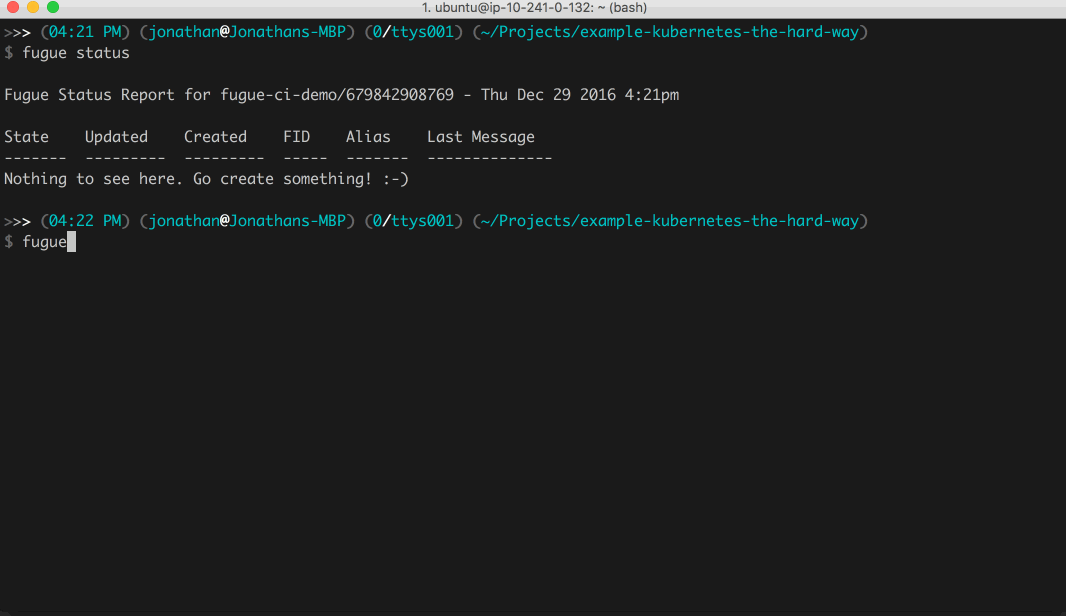 1. ubuntu@ip-10-241-0-132: ~ (bash)
>>> (04:21 PM) (jonathan@Jonathans-MBP) (0/ttys001) (~/Projects/example-kubernetes-the-hard-way)
$ fugue status
Fugue Status Report for fugue-ci-demo/679842908769 - Thu Dec 29 2016 4:21pm
State    Updated    Created    FID    Alias    Last Message
-------  ---------  ---------  -----  -------  --------------
Nothing to see here. Go create something! :-)
>>> (04:22 PM) (jonathan@Jonathans-MBP) (0/ttys001) (~/Projects/example-kubernetes-the-hard-way)
$ fugue